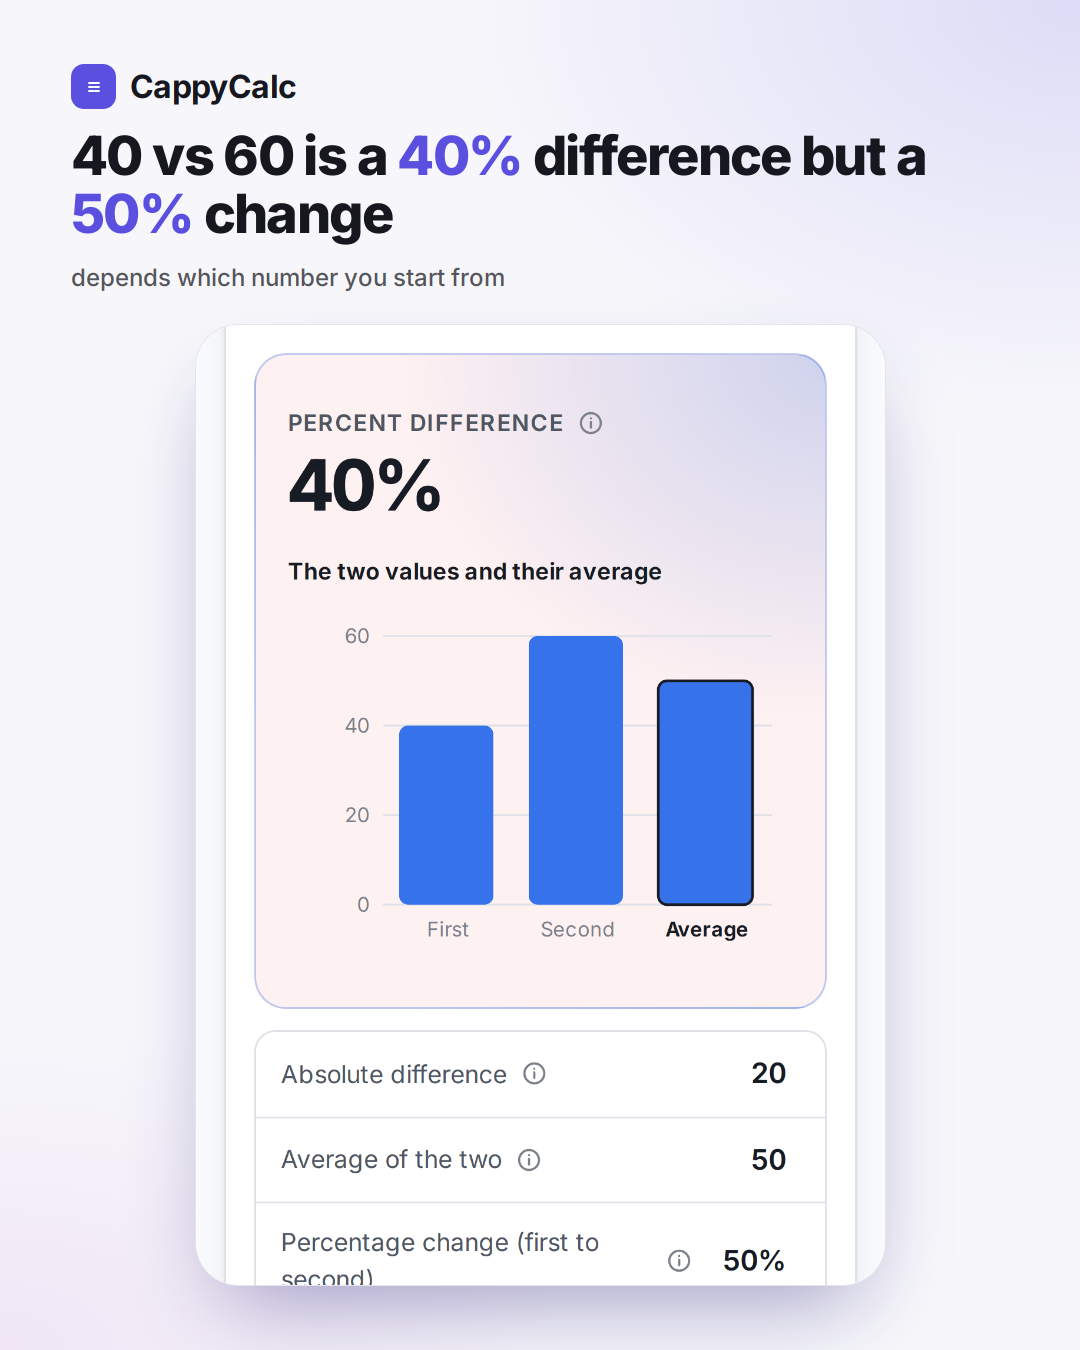 CappyCalc
40 vs 60 is a 40% difference but a
50% change
depends which number you start from
PERCENT DIFFERENCE
40%
The two values and their average
60
40
20
0
First Second Average
Absolute difference 20
Average of the two 50
Percentage change (first to
second) 50%